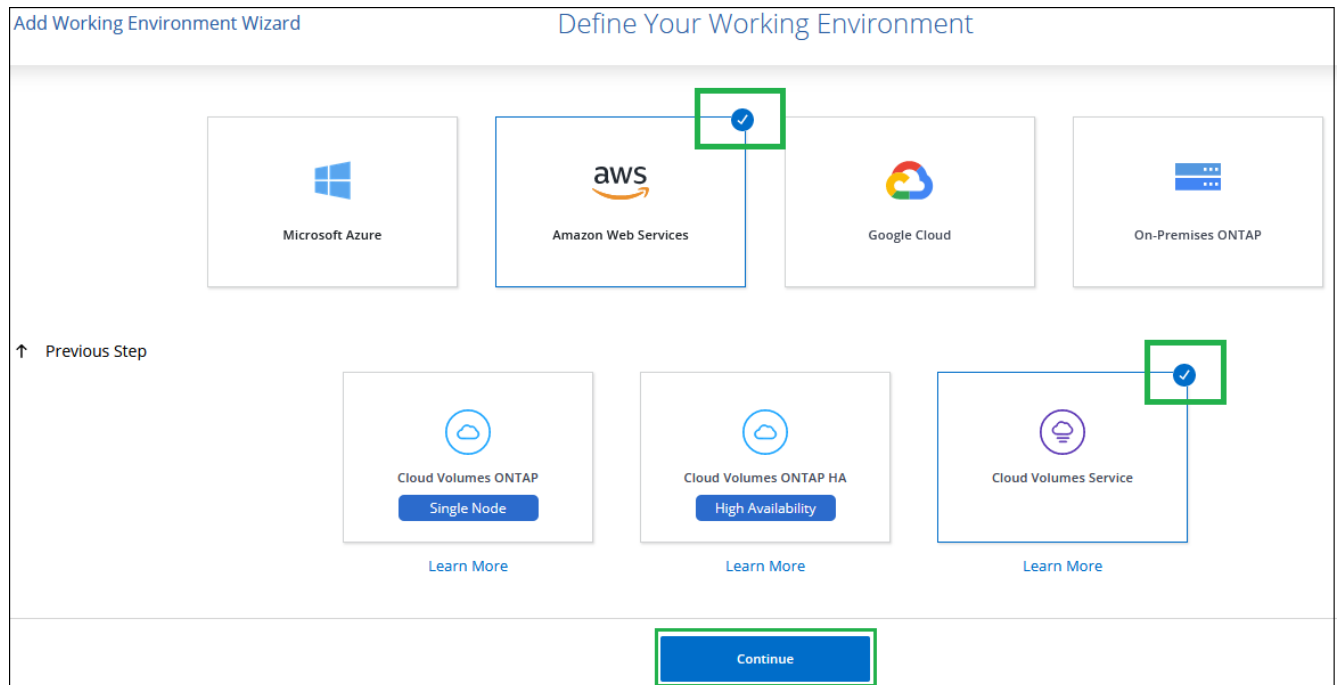 Add Working Environment Wizard
Define Your Working Environment
aws
Microsoft Azure
Amazon Web Services
Google Cloud
On-Premises ONTAP
↑ Previous Step
Cloud Volumes ONTAP
Single Node
Cloud Volumes ONTAP HA
High Availability
Cloud Volumes Service
Learn More
Learn More
Learn More
Continue